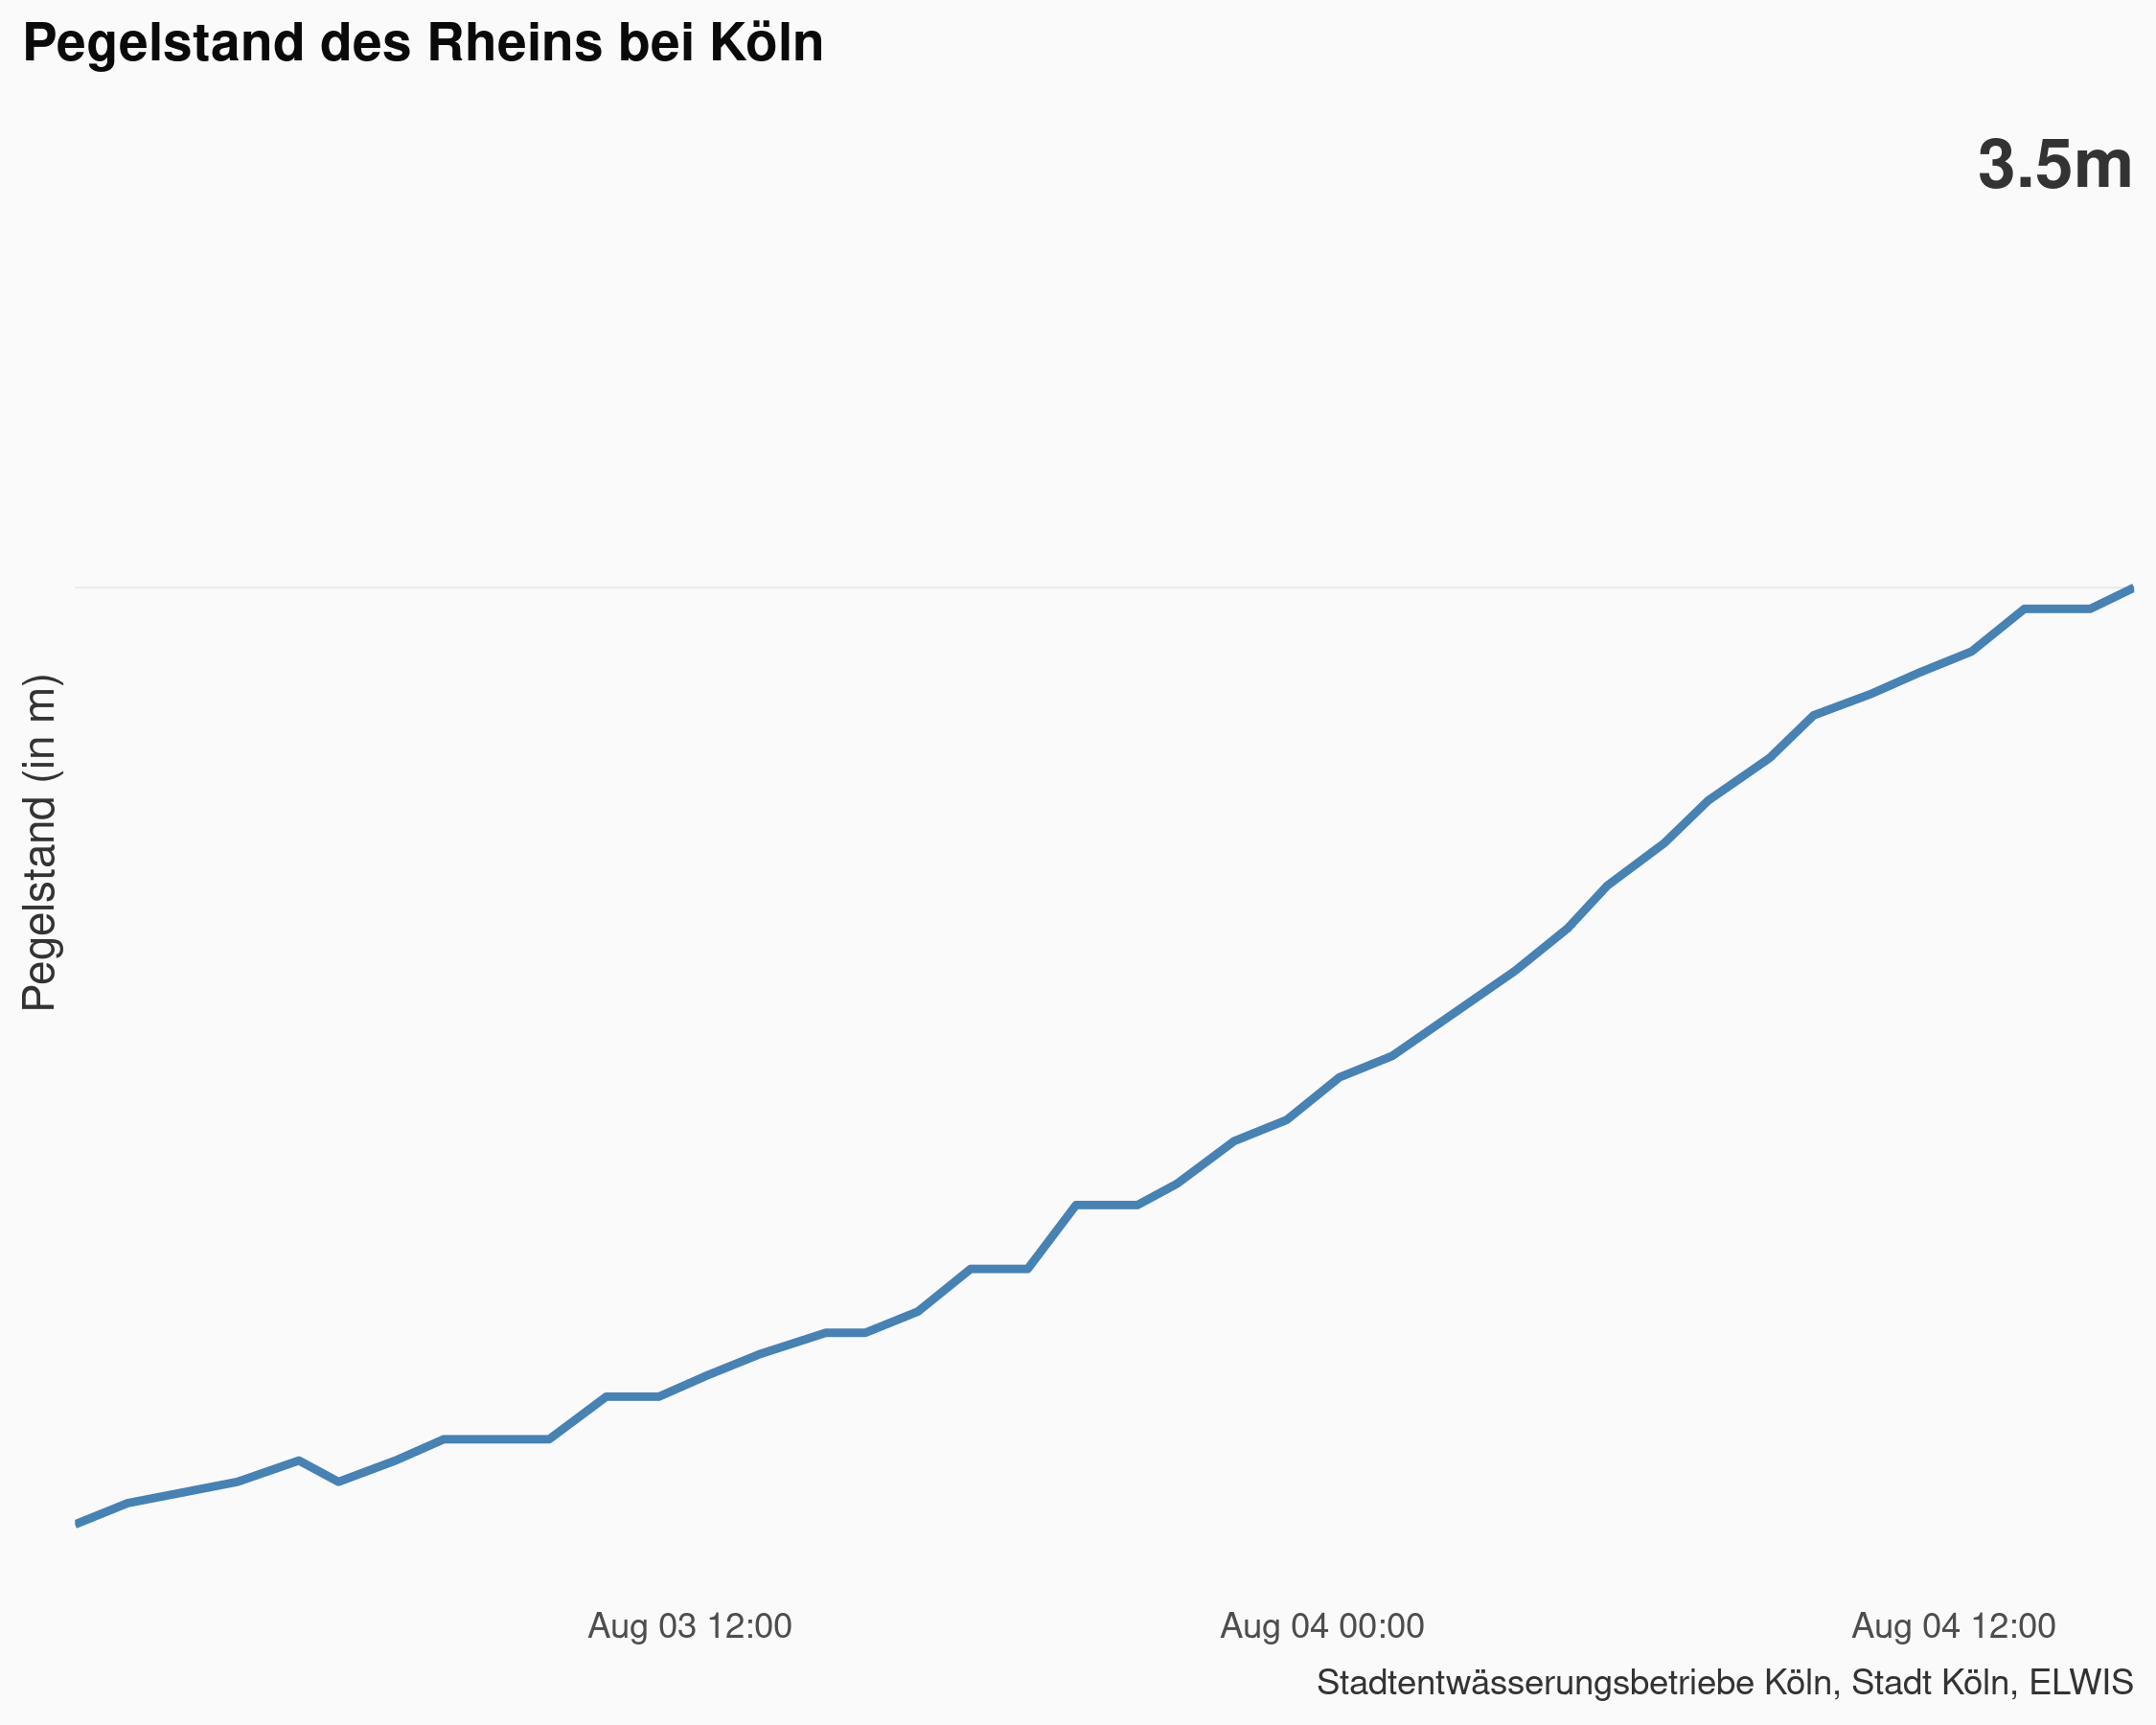 Pegelstand des Rheins bei Köln
3.5m
Pegelstand (in m)
Aug 03 12:00
Aug 04 00:00
Aug 04 12:00
Stadtentwässerungsbetriebe Köln, Stadt Köln, ELWIS